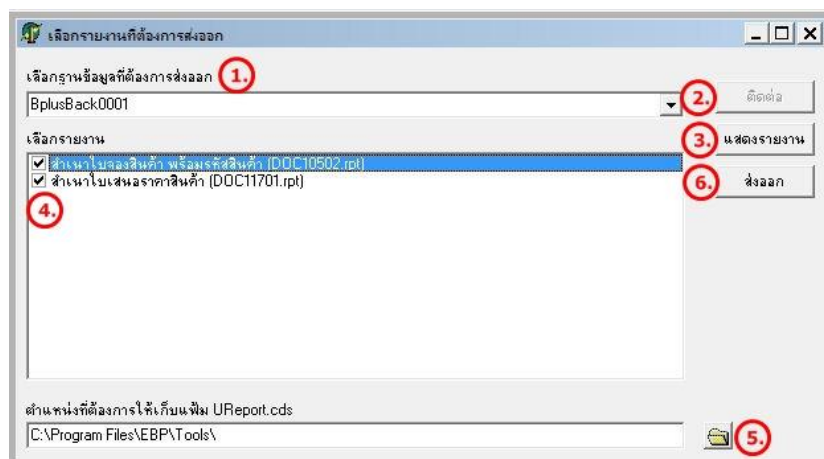 เลือกรายงานที่ต้องการส่งออก
เลือกฐานข้อมูลที่ต้องการส่งออก 1.
BplusBack0001
2. ติดต่อ
เลือกรายงาน
3. แสดงรายงาน
สำเนาใบจองสินค้า พร้อมรหัสสินค้า (DOC10502.rpt)
สำเนาใบเสนอราคาสินค้า (DOC11701.rpt)
6. ส่งออก
4.
ตำแหน่งที่ต้องการให้เก็บแฟ้ม UReport.cds
C:\Program Files\EBP\Tools\
5.